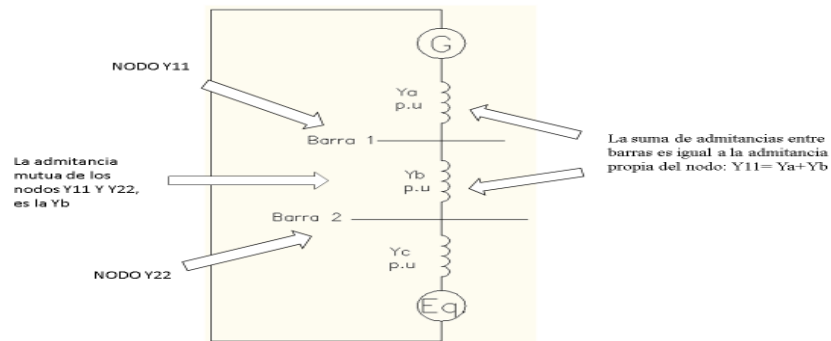 G
NODO Y11
Ya
p.u
Barra 1
La suma de admitancias entre
barras es igual a la admitancia
propia del nodo: Y11= Ya+Yb
La admitancia
mutua de los
nodos Y11 Y Y22,
es la Yb
Yb
p.u
Barra 2
Yc
p.u
NODO Y22
Eq.